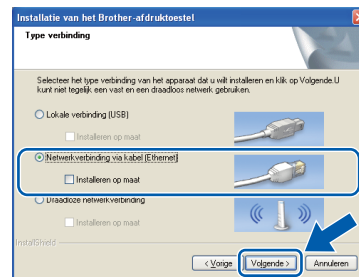 Installatie van het Brother-afdruktoestel
Type verbinding
Selecteer het type verbinding van het apparaat dat u wilt installeren en klik op Volgende.U
kunt niet tegelijk een vast en een draadloos netwerk gebruiken.
Lokale verbinding (USB)
Installeren op maat
Netwerkverbinding via kabel (Ethernet)
Installeren op maat
Draadloze netwerkverbinding
Installeren op maat
InstallShield
< Vorige
Volgende >
Annuleren